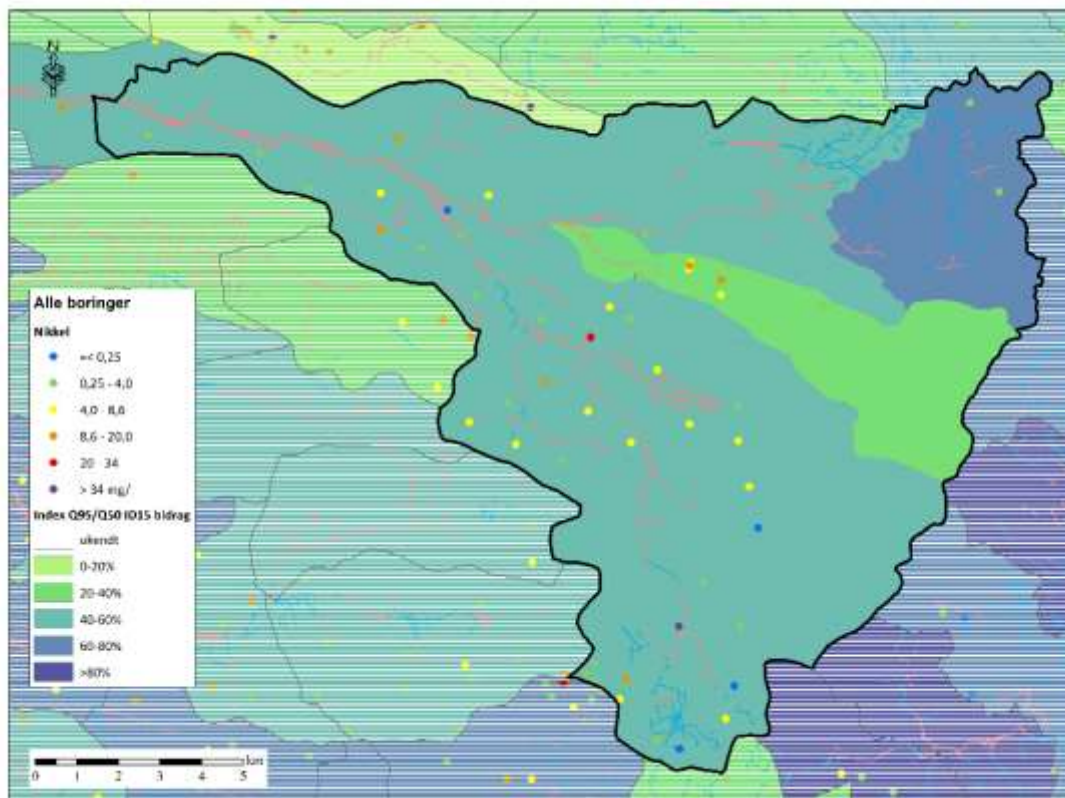 N
Alle boringer
Nikkel
=< 0,25
0,25 - 4,0
4,0 - 8,6
8,6 - 20,0
20 - 34
> 34 mg/
Index Q95/Q50 ID15 bidrag
ukendt
0-20%
20-40%
40-60%
60-80%
>80%
km
0 1 2 3 4 5